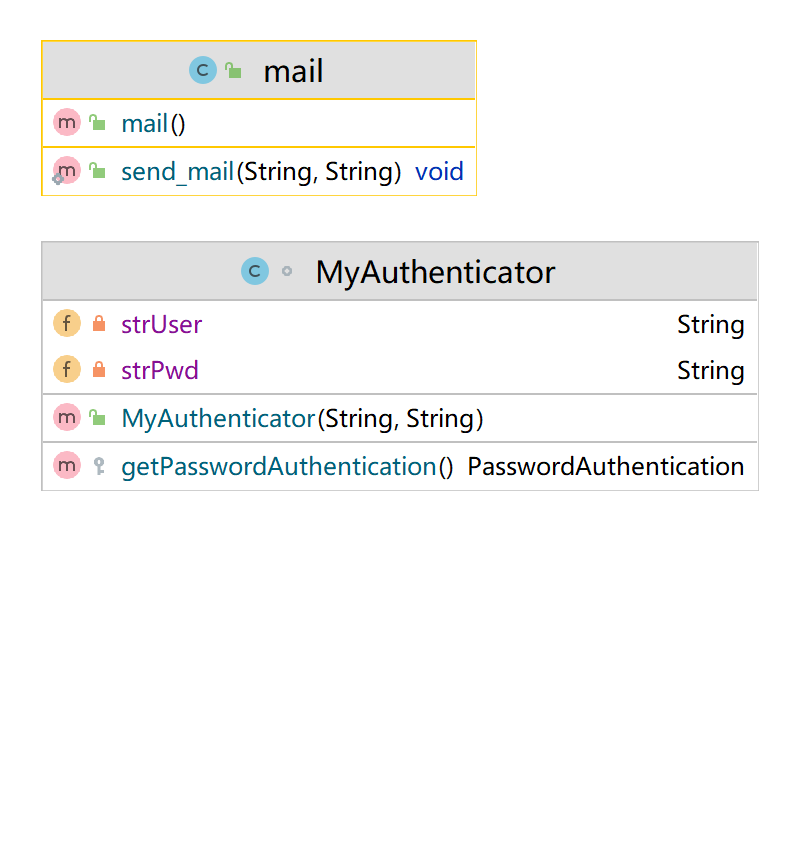 C mail
m mail()
m send_mail(String, String) void
C MyAuthenticator
f strUser String
f strPwd String
m MyAuthenticator(String, String)
m getPasswordAuthentication() PasswordAuthentication